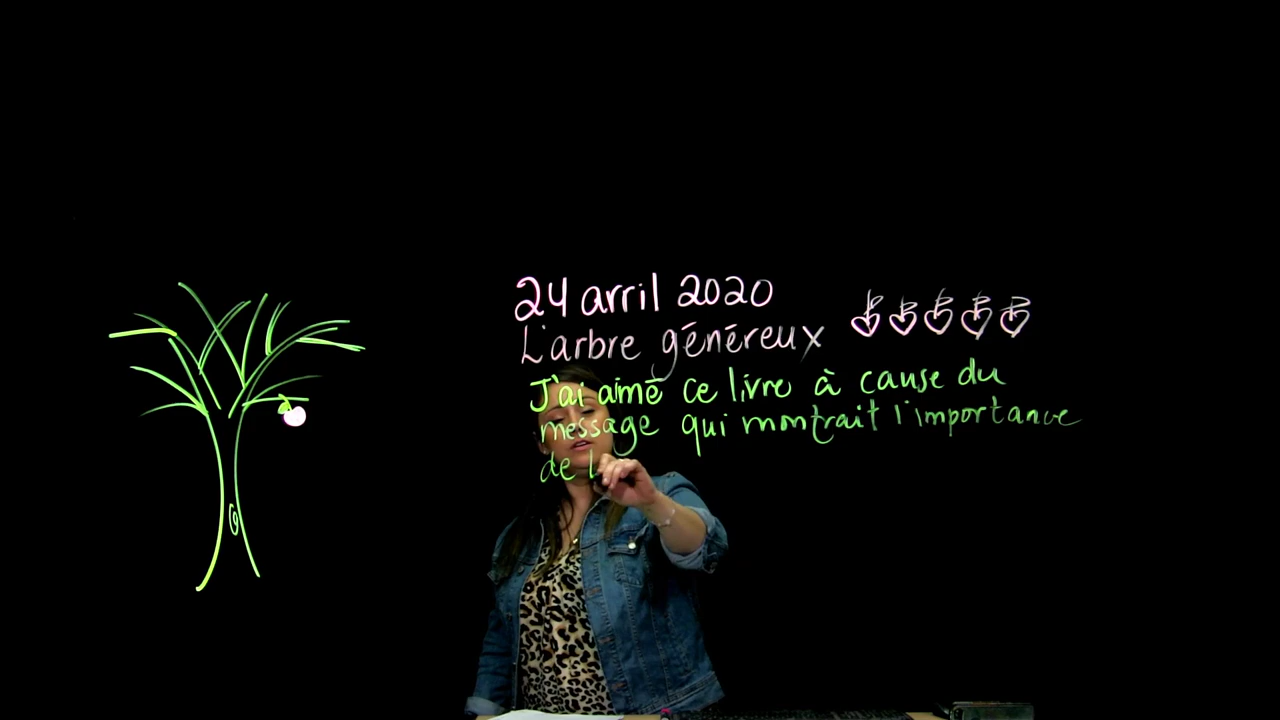 24 avril 2020
L'arbre généreux
J'ai aimé ce livre à cause du
message qui montrait l'importance
de l